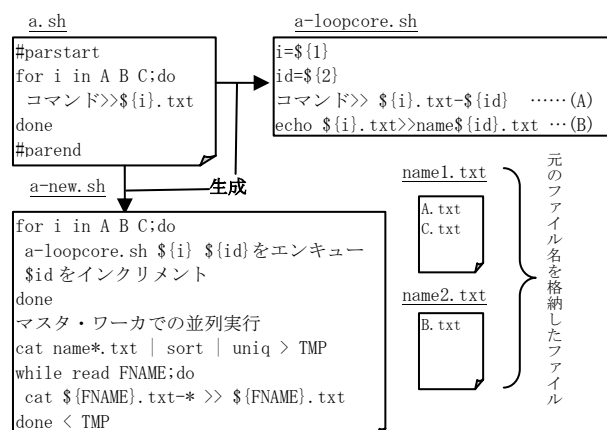 a.sh
#parstart
for i in A B C;do
コマンド>>${i}.txt
done
#parend
a-loopcore.sh
i=${1}
id=${2}
コマンド>> ${i}.txt-${id} ……(A)
echo ${i}.txt>>name${id}.txt …(B)
生成
a-new.sh
for i in A B C;do
a-loopcore.sh ${i} ${id}をエンキュー
$idをインクリメント
done
マスタ・ワーカでの並列実行
cat name*.txt | sort | uniq > TMP
while read FNAME;do
cat ${FNAME}.txt-* >> ${FNAME}.txt
done < TMP
name1.txt
A.txt
C.txt
name2.txt
B.txt
元のファイル名を格納したファイル